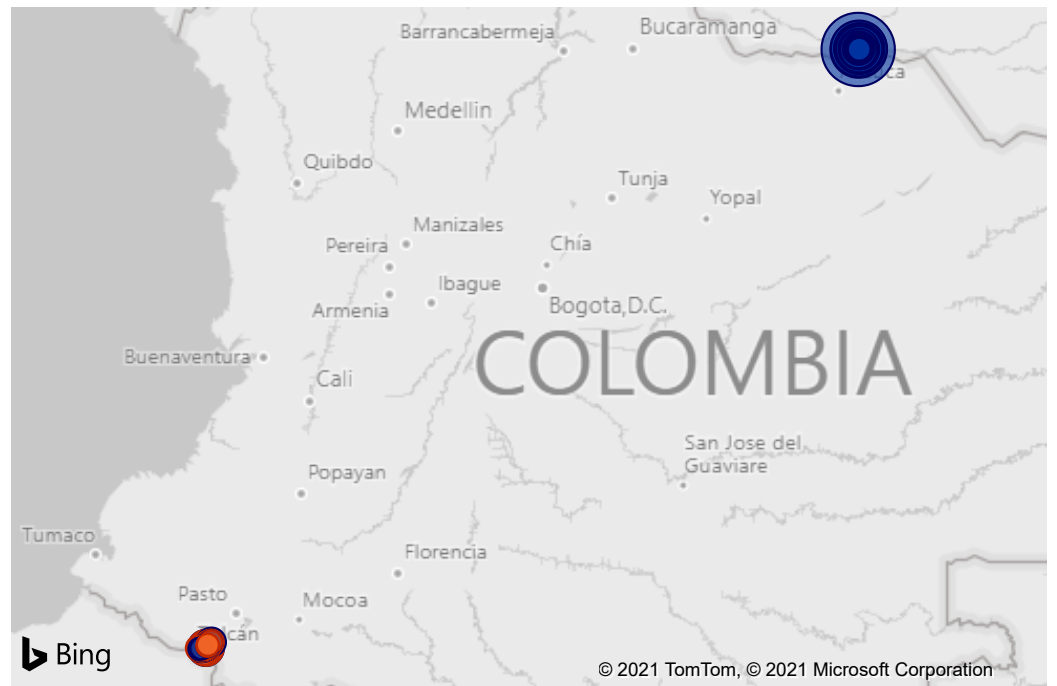 Barrancabermeja
Bucaramanga
Medellin
Quibdo
Tunja
Yopal
Manizales
Pereira
Chía
Ibague
Armenia
Bogota,D.C.
COLOMBIA
Buenaventura
Cali
San Jose del
Guaviare
Popayan
Tumaco
Florencia
Pasto
Mocoa
Bing
© 2021 TomTom, © 2021 Microsoft Corporation